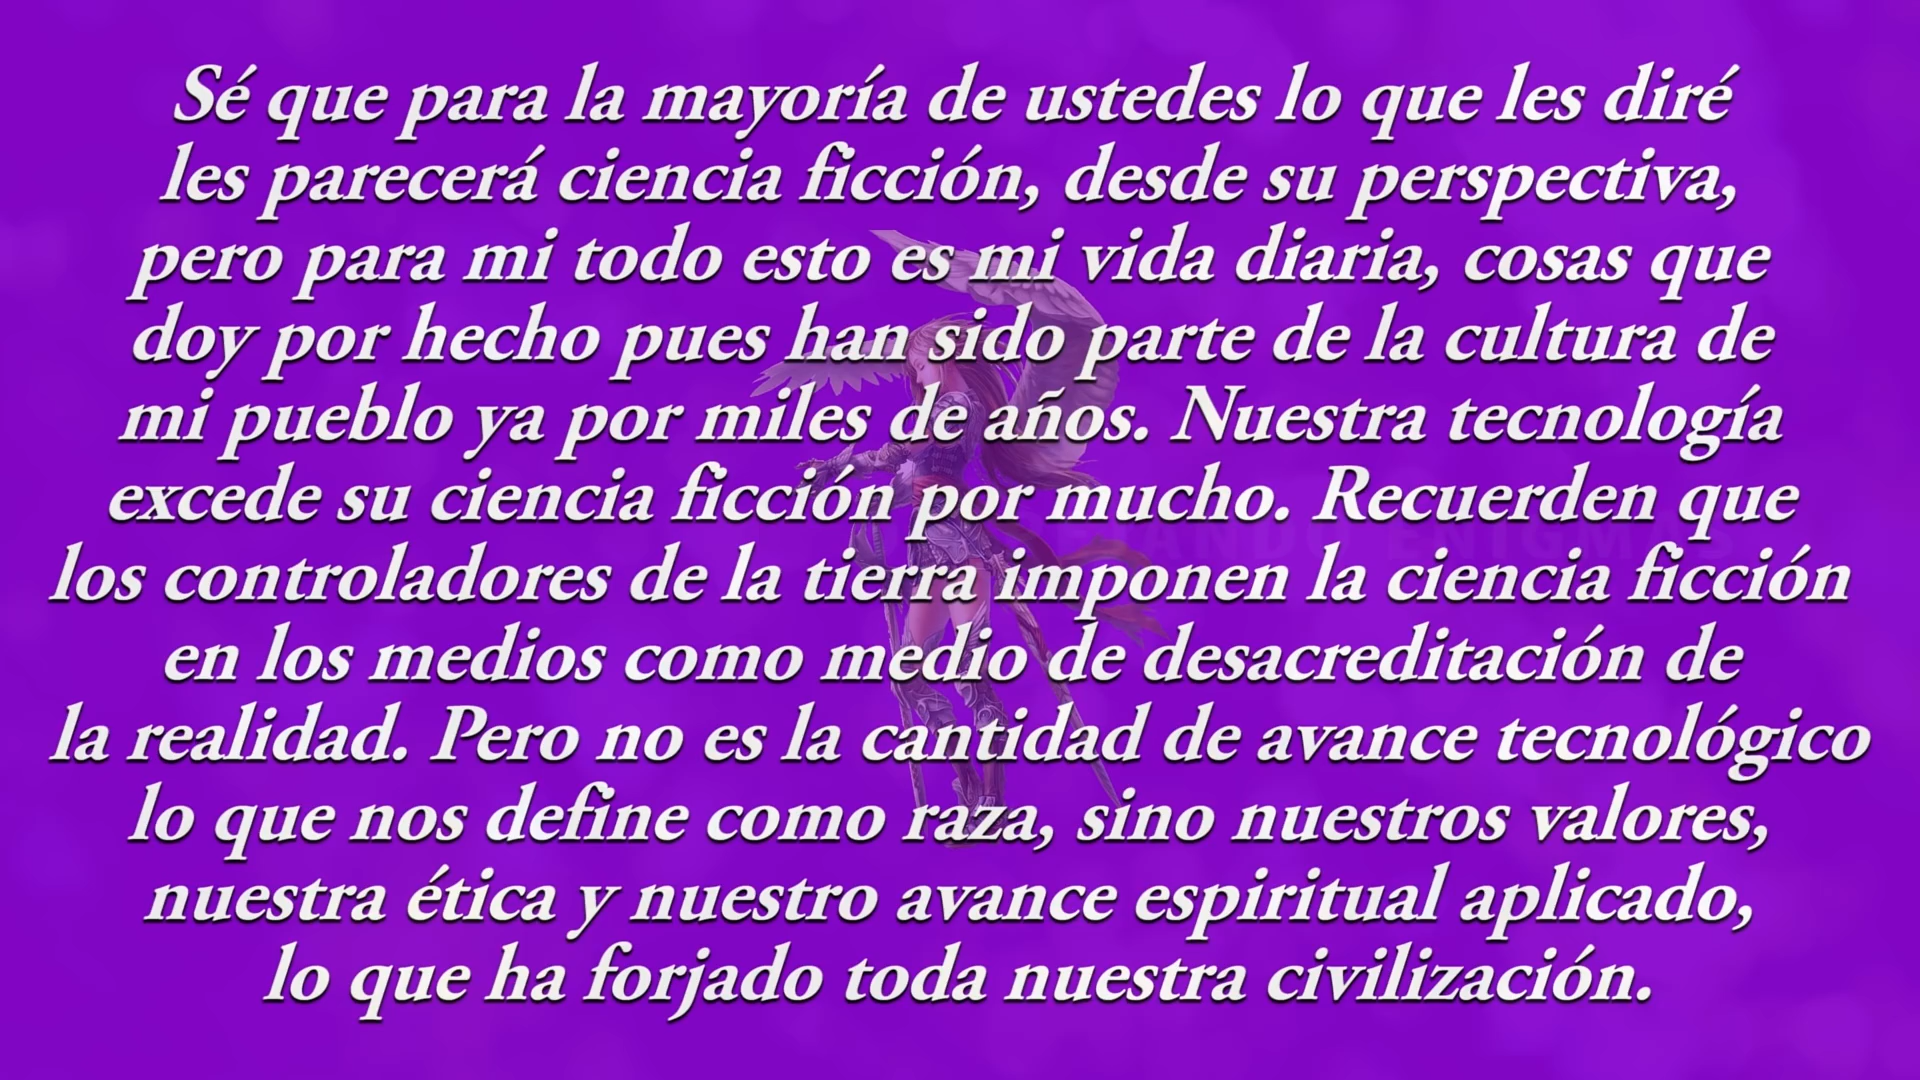 Sé que para la mayoría de ustedes lo que les diré
les parecerá ciencia ficción, desde su perspectiva,
pero para mi todo esto es mi vida diaria, cosas que
doy por hecho pues han sido parte de la cultura de
mi pueblo ya por miles de años. Nuestra tecnología
excede su ciencia ficción por mucho. Recuerden que
los controladores de la tierra imponen la ciencia ficción
en los medios como medio de desacreditación de
la realidad. Pero no es la cantidad de avance tecnológico
lo que nos define como raza, sino nuestros valores,
nuestra ética y nuestro avance espiritual aplicado,
lo que ha forjado toda nuestra civilización.